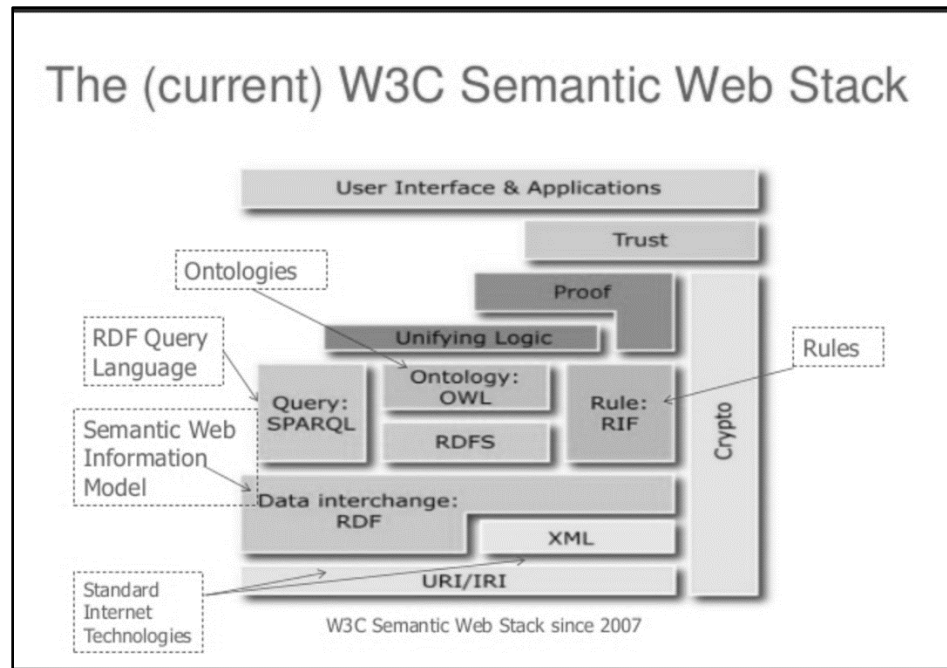 The (current) W3C Semantic Web Stack
User Interface & Applications
Trust
Ontologies
Proof
Unifying Logic
RDF Query
Language
Rules
Query:
SPARQL
Ontology:
OWL
RDFS
Rule:
RIF
Crypto
Semantic Web
Information
Model
Data interchange:
RDF
XML
URI/IRI
Standard
Internet
Technologies
W3C Semantic Web Stack since 2007